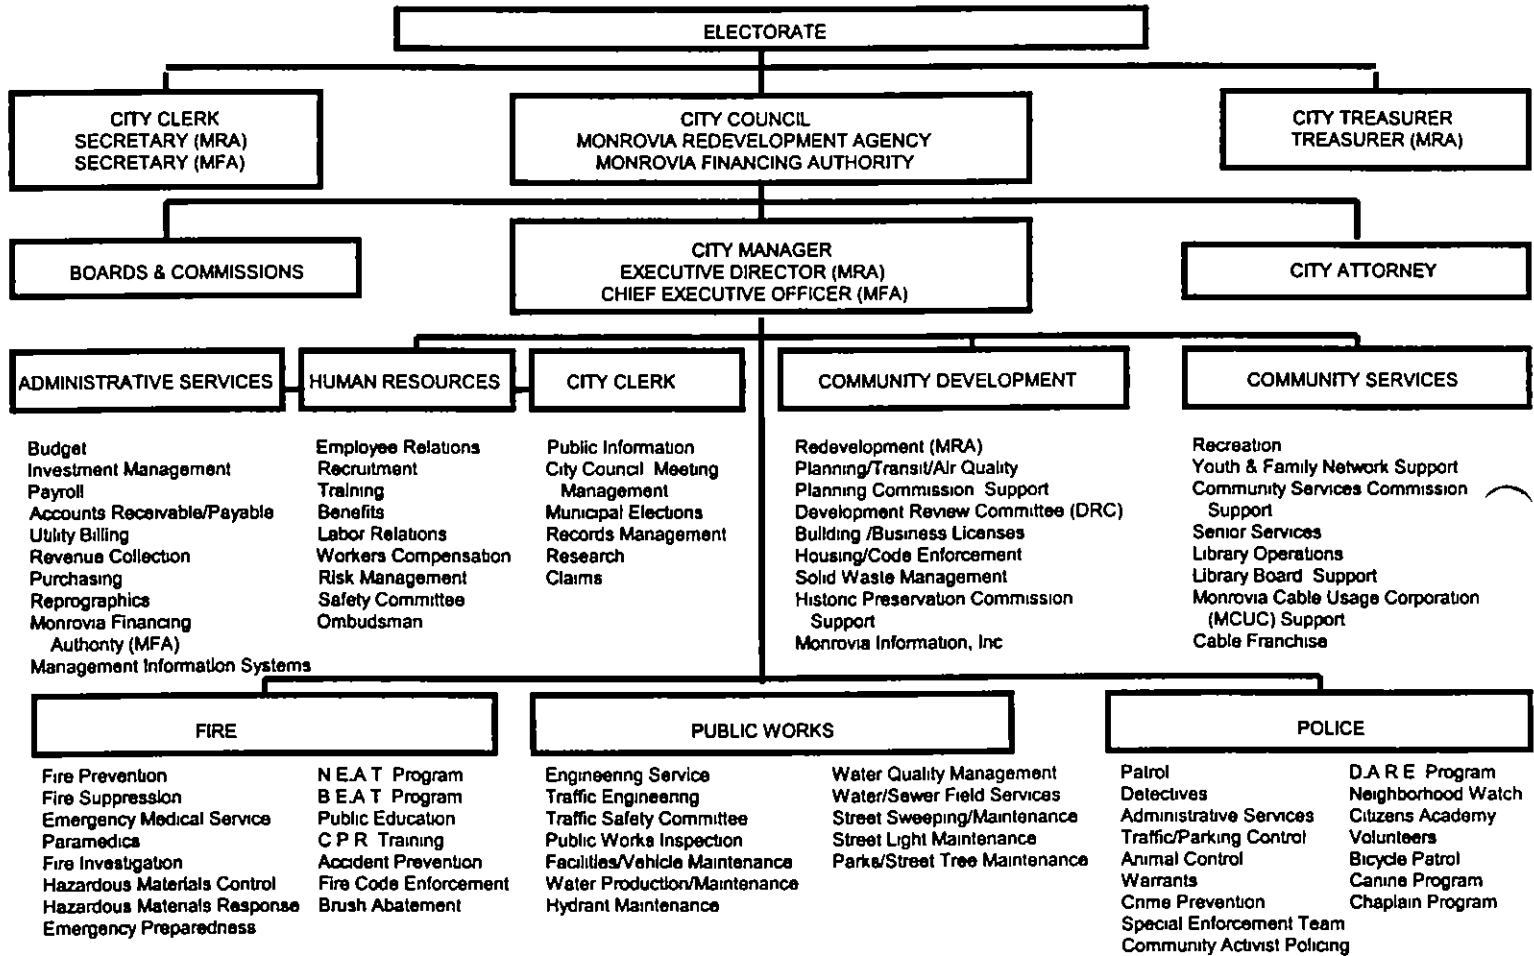 ELECTORATE
CITY CLERK
SECRETARY (MRA)
SECRETARY (MFA)
CITY COUNCIL
MONROVIA REDEVELOPMENT AGENCY
MONROVIA FINANCING AUTHORITY
CITY TREASURER
TREASURER (MRA)
BOARDS & COMMISSIONS
CITY MANAGER
EXECUTIVE DIRECTOR (MRA)
CHIEF EXECUTIVE OFFICER (MFA)
CITY ATTORNEY
ADMINISTRATIVE SERVICES
Budget
Investment Management
Payroll
Accounts Receivable/Payable
Utility Billing
Revenue Collection
Purchasing
Reprographics
Monrovia Financing
Authority (MFA)
Management Information Systems
HUMAN RESOURCES
Employee Relations
Recruitment
Training
Benefits
Labor Relations
Workers Compensation
Risk Management
Safety Committee
Ombudsman
CITY CLERK
Public Information
City Council Meeting
Management
Municipal Elections
Records Management
Research
Claims
COMMUNITY DEVELOPMENT
Redevelopment (MRA)
Planning/Transit/Air Quality
Planning Commission Support
Development Review Committee (DRC)
Building /Business Licenses
Housing/Code Enforcement
Solid Waste Management
Historic Preservation Commission
Support
Monrovia Information, Inc
COMMUNITY SERVICES
Recreation
Youth & Family Network Support
Community Services Commission
Support
Senior Services
Library Operations
Library Board Support
Monrovia Cable Usage Corporation
(MCUC) Support
Cable Franchise
FIRE
Fire Prevention
Fire Suppression
Emergency Medical Service
Paramedics
Fire Investigation
Hazardous Materials Control
Hazardous Materials Response
Emergency Preparedness
N E.A T Program
B E.A T Program
Public Education
C P R Training
Accident Prevention
Fire Code Enforcement
Brush Abatement
PUBLIC WORKS
Engineering Service
Traffic Engineering
Traffic Safety Committee
Public Works Inspection
Facilities/Vehicle Maintenance
Water Production/Maintenance
Hydrant Maintenance
Water Quality Management
Water/Sewer Field Services
Street Sweeping/Maintenance
Street Light Maintenance
Parks/Street Tree Maintenance
POLICE
Patrol
Detectives
Administrative Services
Traffic/Parking Control
Animal Control
Warrants
Crime Prevention
Special Enforcement Team
Community Activist Policing
D.A R E Program
Neighborhood Watch
Citizens Academy
Volunteers
Bicycle Patrol
Canine Program
Chaplain Program